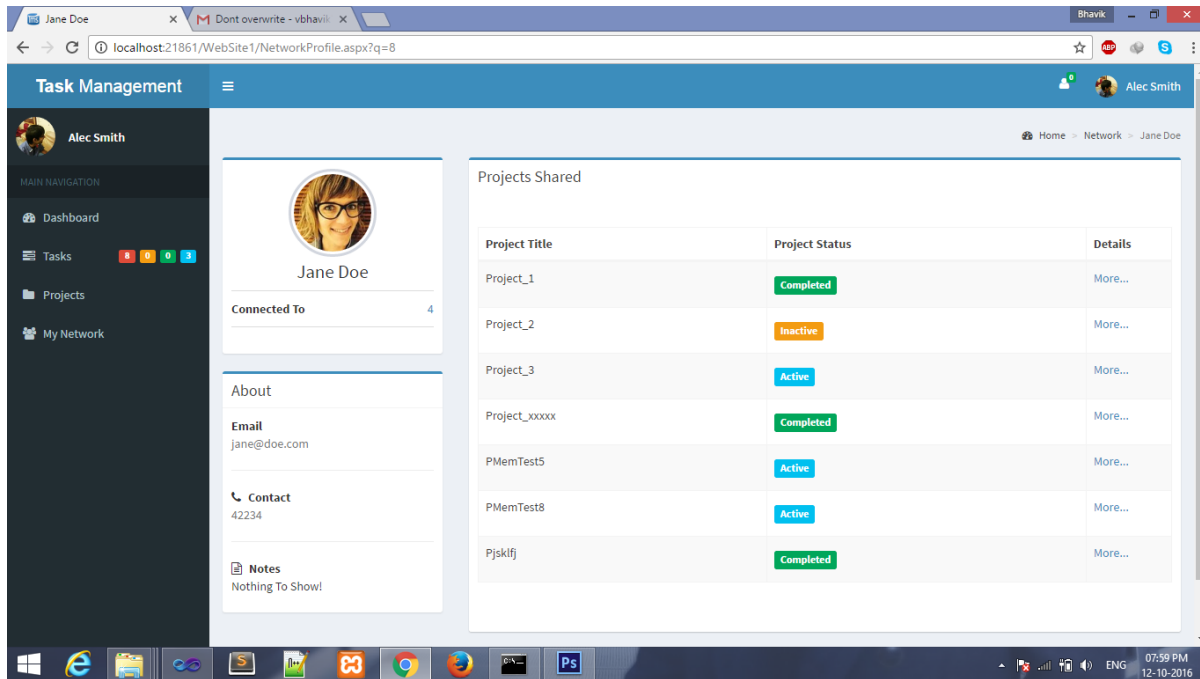 Jane Doe
Dont overwrite - vbhavik
Bhavik
localhost:21861/WebSite1/NetworkProfile.aspx?q=8
ABP
S
Task Management
0
Alec Smith
Alec Smith
Home > Network > Jane Doe
MAIN NAVIGATION
Dashboard
Tasks 8 0 0 3
Projects
My Network
Jane Doe
Connected To 4
About
Email
jane@doe.com
Contact
42234
Notes
Nothing To Show!
Projects Shared
Project Title Project Status Details
Project_1 Completed More...
Project_2 Inactive More...
Project_3 Active More...
Project_xxxxx Completed More...
PMemTest5 Active More...
PMemTest8 Active More...
Pjsklfj Completed More...
S
Ps
ENG
07:59 PM
12-10-2016